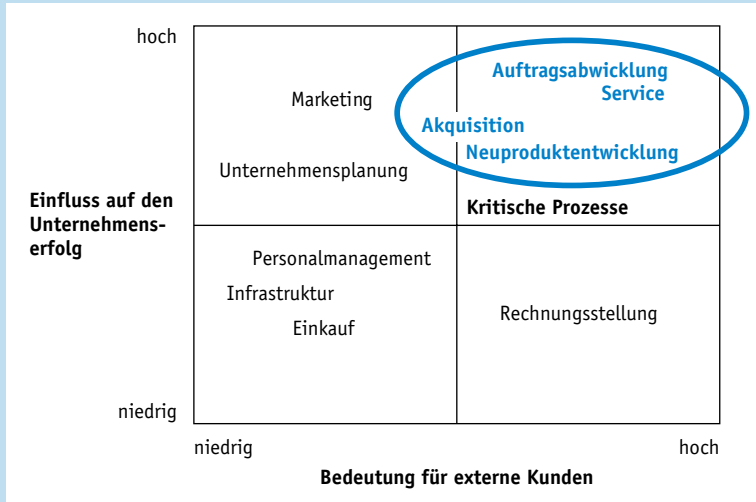 hoch
Auftragsabwicklung
Service
Marketing
Akquisition
Neuproduktentwicklung
Unternehmensplanung
Einfluss auf den
Unternehmens-
erfolg
Kritische Prozesse
Personalmanagement
Infrastruktur
Rechnungsstellung
Einkauf
niedrig
niedrig
hoch
Bedeutung für externe Kunden